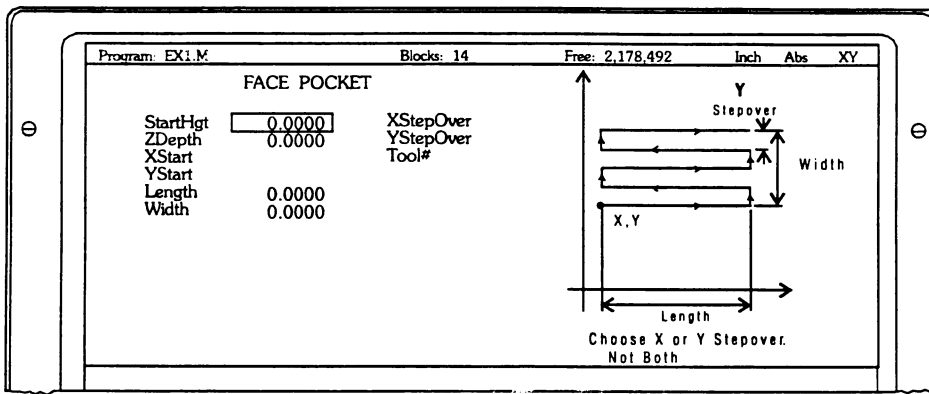 Program: EX1.M Blocks: 14 Free: 2,178,492 Inch Abs XY
FACE POCKET
StartHgt 0.0000 XStepOver
ZDepth 0.0000 YStepOver
XStart Tool#
YStart
Length 0.0000
Width 0.0000
Y
Stepover
Width
X,Y
Length
Choose X or Y Stepover.
Not Both